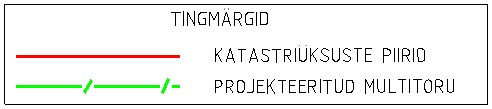 TINGMÄRGID
KATASTRIÜKSUSTE PIIRID
PROJEKTEERITUD MULTITORU